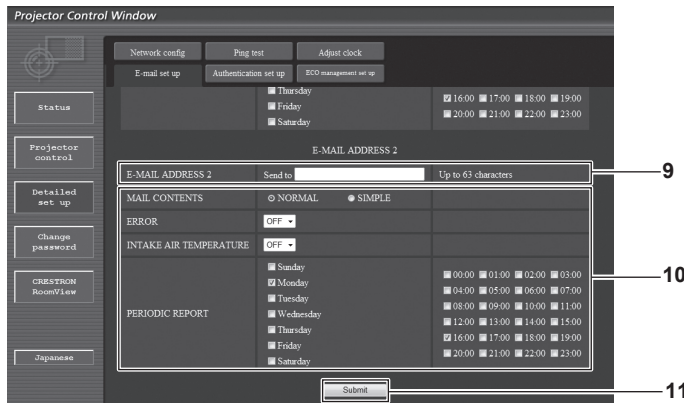 Projector Control Window
Network config Ping test Adjust clock
E-mail set up Authentication set up ECO management set up
Status
Projector control
Detailed set up
Change password
CRESTRON RoomView
Japanese
Thursday
Friday
Saturday
16:00 17:00 18:00 19:00
20:00 21:00 22:00 23:00
E-MAIL ADDRESS 2
E-MAIL ADDRESS 2 Send to Up to 63 characters
9
MAIL CONTENTS NORMAL SIMPLE
ERROR OFF
INTAKE AIR TEMPERATURE OFF
PERIODIC REPORT
Sunday
Monday
Tuesday
Wednesday
Thursday
Friday
Saturday
00:00 01:00 02:00 03:00
04:00 05:00 06:00 07:00
08:00 09:00 10:00 11:00
12:00 13:00 14:00 15:00
16:00 17:00 18:00 19:00
20:00 21:00 22:00 23:00
10
Submit
11